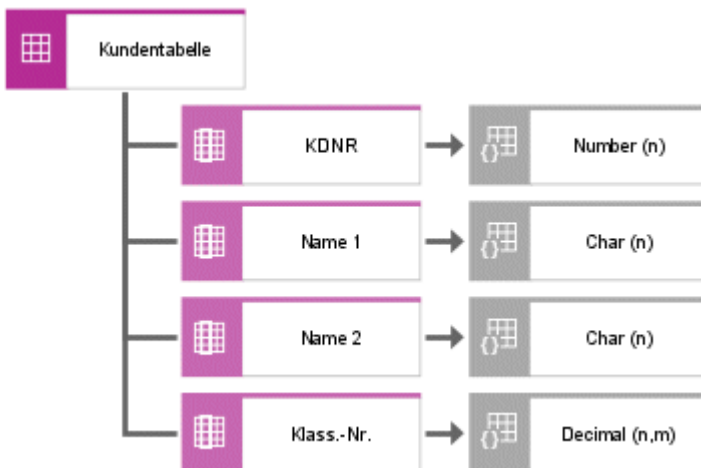 Kundentabelle
KDNR
Number (n)
Name 1
Char (n)
Name 2
Char (n)
Klass.-Nr.
Decimal (n,m)